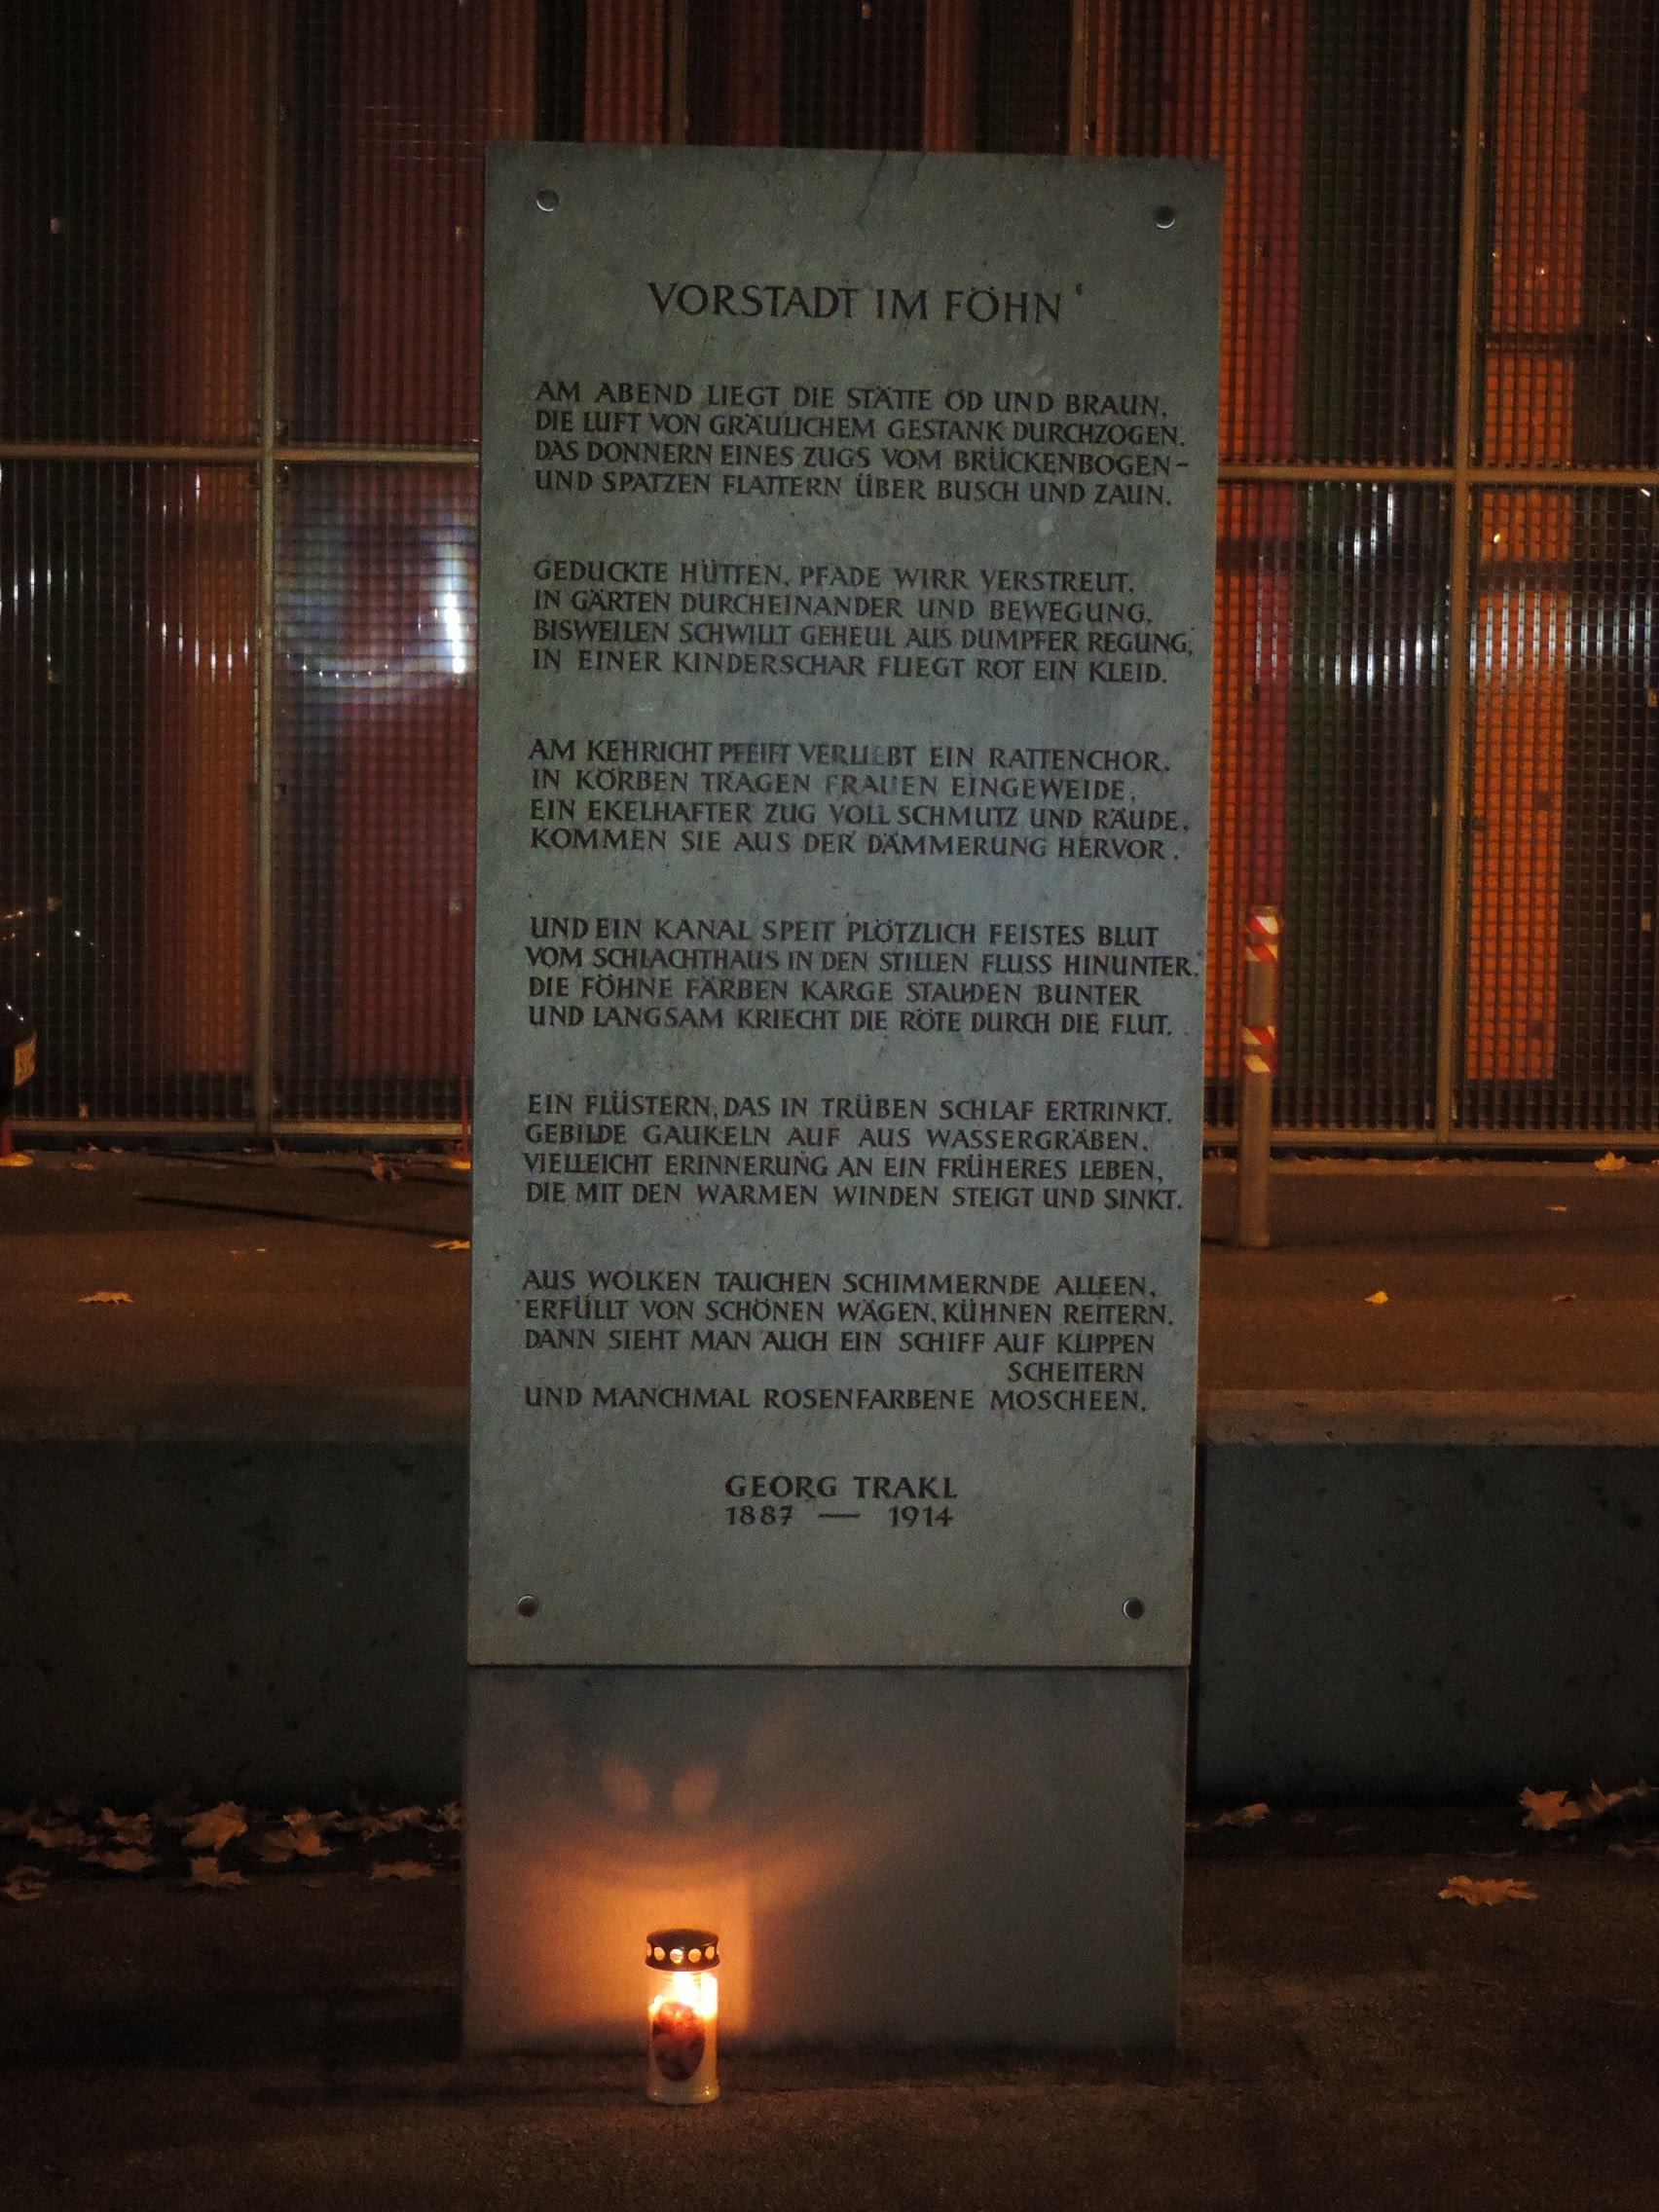 VORSTADT IM FÖHN
AM ABEND LIEGT DIE STÄTTE ÖD UND BRAUN,
DIE LUFT VON GRÄULICHEM GESTANK DURCHZOGEN.
DAS DONNERN EINES ZUGS VOM BRÜCKENBOGEN –
UND SPATZEN FLATTERN ÜBER BUSCH UND ZAUN.
GEDUCKTE HÜTTEN, PFADE WIRR VERSTREUT,
IN GÄRTEN DURCHEINANDER UND BEWEGUNG,
BISWEILEN SCHWILLT GEHEUL AUS DUMPFER REGUNG,
IN EINER KINDERSCHAR FLIEGT ROT EIN KLEID.
AM KEHRICHT PFEIFT VERLIEBT EIN RATTENCHOR.
IN KÖRBEN TRAGEN FRAUEN EINGEWEIDE,
EIN EKELHAFTER ZUG VOLL SCHMUTZ UND RÄUDE,
KOMMEN SIE AUS DER DÄMMERUNG HERVOR.
UND EIN KANAL SPEIT PLÖTZLICH FEISTES BLUT
VOM SCHLACHTHAUS IN DEN STILLEN FLUSS HINUNTER.
DIE FÖHNE FÄRBEN KARGE STAUDEN BUNTER
UND LANGSAM KRIECHT DIE RÖTE DURCH DIE FLUT.
EIN FLÜSTERN, DAS IN TRÜBEN SCHLAF ERTRINKT.
GEBILDE GAUKELN AUF AUS WASSERGRÄBEN,
VIELLEICHT ERINNERUNG AN EIN FRÜHERES LEBEN,
DIE MIT DEN WARMEN WINDEN STEIGT UND SINKT.
AUS WOLKEN TAUCHEN SCHIMMERNDE ALLEEN,
ERFÜLLT VON SCHÖNEN WÄGEN, KÜHNEN REITERN.
DANN SIEHT MAN AUCH EIN SCHIFF AUF KLIPPEN
SCHEITERN
UND MANCHMAL ROSENFARBENE MOSCHEEN.
GEORG TRAKL
1887 — 1914